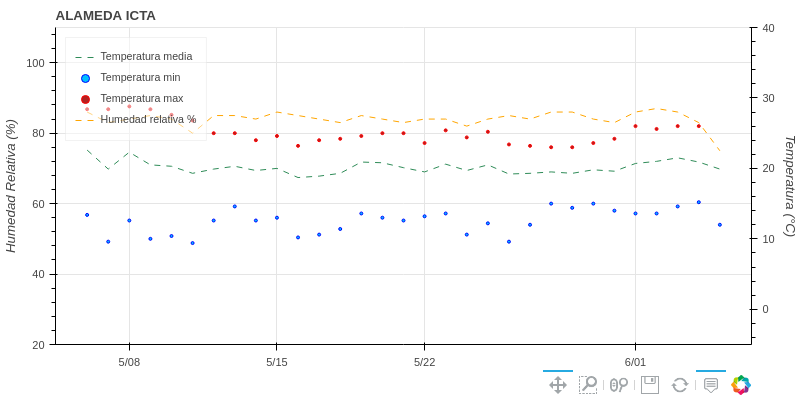 ALAMEDA ICTA
Temperatura media
Temperatura min
Temperatura max
Humedad relativa %
Humedad Relativa (%)
100
80
60
40
20
40
30
20
10
0
Temperatura (°C)
5/08
5/15
5/22
6/01